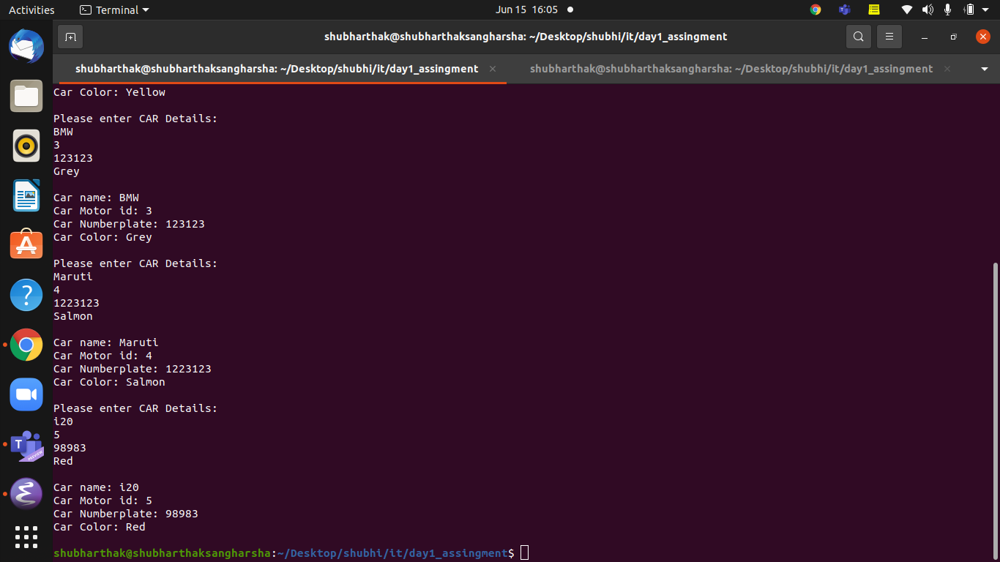 Activities
Terminal
Jun 15 16:05
shubharthak@shubharthaksangharsha: ~/Desktop/shubhi/it/day1_assingment
shubharthak@shubharthaksangharsha: ~/Desktop/shubhi/it/day1_assingment
shubharthak@shubharthaksangharsha: ~/Desktop/shubhi/it/day1_assingment
Car Color: Yellow
Please enter CAR Details:
BMW
3
123123
Grey
Car name: BMW
Car Motor id: 3
Car Numberplate: 123123
Car Color: Grey
Please enter CAR Details:
Maruti
4
1223123
Salmon
Car name: Maruti
Car Motor id: 4
Car Numberplate: 1223123
Car Color: Salmon
Please enter CAR Details:
i20
5
98983
Red
Car name: i20
Car Motor id: 5
Car Numberplate: 98983
Car Color: Red
shubharthak@shubharthaksangharsha:~/Desktop/shubhi/it/day1_assingment$
T
PREVIEW